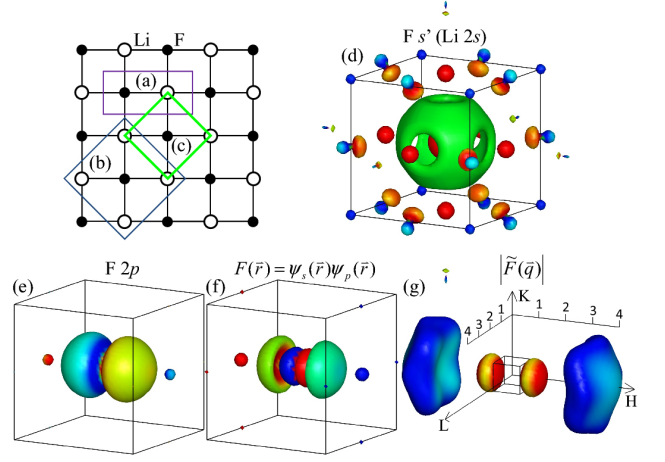 Li F
(a)
(b)
(c)
F s’ (Li 2s)
(d)
(e)
F 2p
(f)
F(r⃗) = ψₛ(r⃗)ψₚ(r⃗)
|F̃(q⃗)|
(g)
K
1 2 3 4
4 3 2 1
L
H